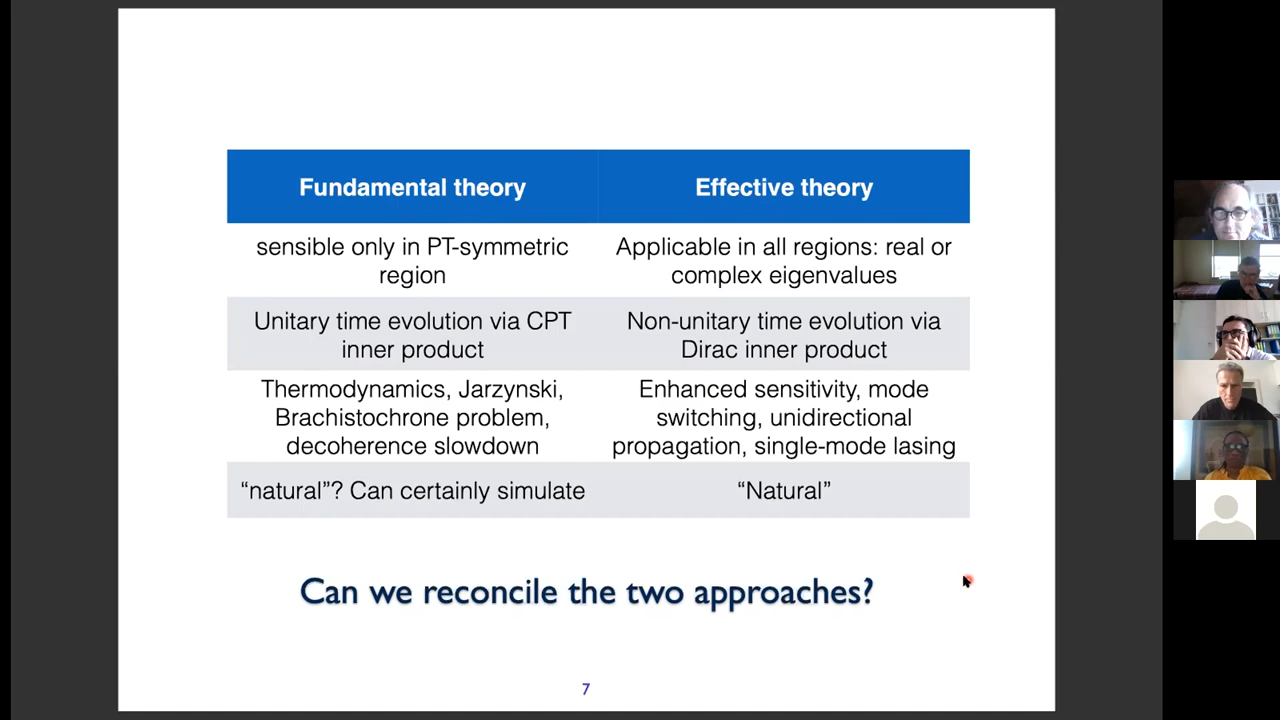 Fundamental theory
Effective theory
sensible only in PT-symmetric
region
Applicable in all regions: real or
complex eigenvalues
Unitary time evolution via CPT
inner product
Non-unitary time evolution via
Dirac inner product
Thermodynamics, Jarzynski,
Brachistochrone problem,
decoherence slowdown
Enhanced sensitivity, mode
switching, unidirectional
propagation, single-mode lasing
“natural”? Can certainly simulate
“Natural”
Can we reconcile the two approaches?
7